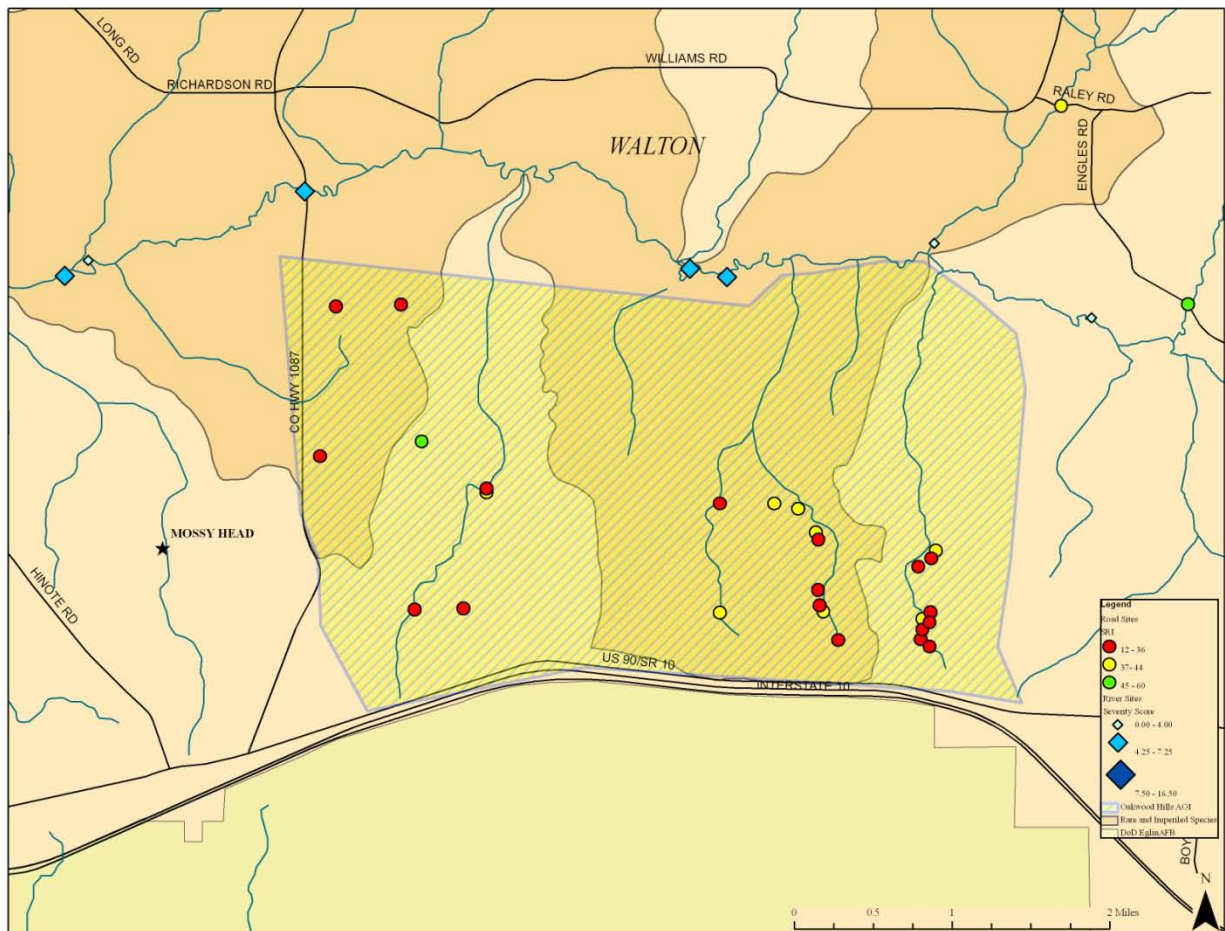 LONG RD
RICHARDSON RD
WILLIAMS RD
RALEY RD
ENGLES RD
WALTON
CO HWY 1087
MOSSY HEAD
HINOTE RD
US 90/SR 10
INTERSTATE 10
Legend
Road Sites
SRI
12 - 36
37- 44
45 - 60
River Sites
Severity Score
0.00 - 4.00
4.25 - 7.25
7.50 - 16.50
Oakwood Hills AOI
Rare and Imperiled Species
DoD EglinAFB
BOY
N
0 0.5 1 2 Miles